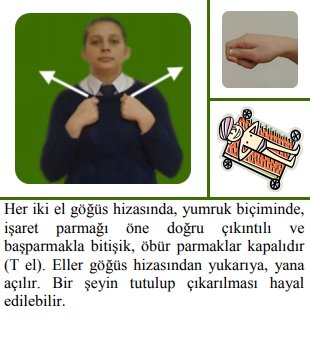 Her iki el göğüs hizasında, yumruk biçiminde,
işaret parmağı öne doğru çıkıntılı ve
başparmakla bitişik, öbür parmaklar kapalıdır
(T el). Eller göğüs hizasından yukarıya, yana
açılır. Bir şeyin tutulup çıkarılması hayal
edilebilir.